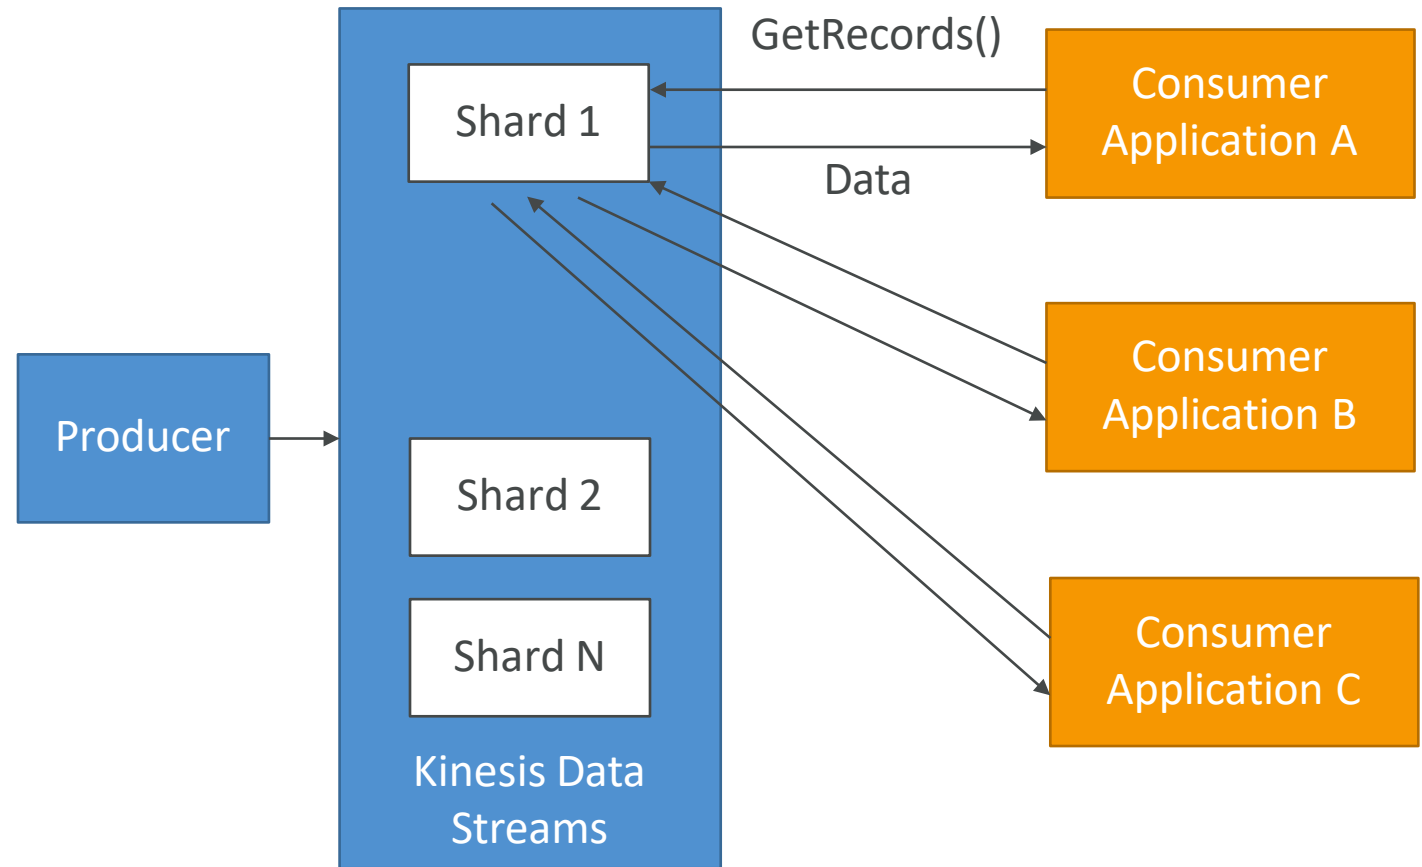 GetRecords()
Consumer
Application A
Shard 1
Data
Consumer
Application B
Producer
Shard 2
Shard N
Consumer
Application C
Kinesis Data
Streams